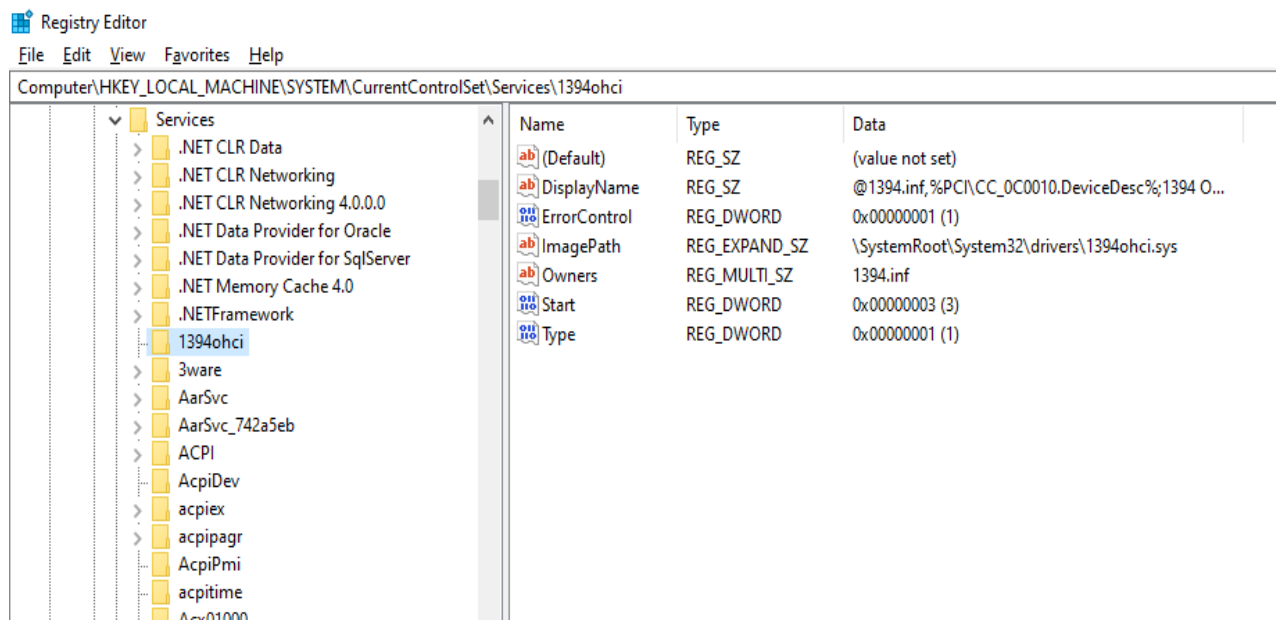 Registry Editor
File Edit View Favorites Help
Computer\HKEY_LOCAL_MACHINE\SYSTEM\CurrentControlSet\Services\1394ohci
Services
.NET CLR Data
.NET CLR Networking
.NET CLR Networking 4.0.0.0
.NET Data Provider for Oracle
.NET Data Provider for SqlServer
.NET Memory Cache 4.0
.NETFramework
1394ohci
3ware
AarSvc
AarSvc_742a5eb
ACPI
AcpiDev
acpiex
acpipagr
AcpiPmi
acpitime
Acx01000
Name Type Data
(Default) REG_SZ (value not set)
DisplayName REG_SZ @1394.inf,%PCI\CC_0C0010.DeviceDesc%;1394 O...
ErrorControl REG_DWORD 0x00000001 (1)
ImagePath REG_EXPAND_SZ \SystemRoot\System32\drivers\1394ohci.sys
Owners REG_MULTI_SZ 1394.inf
Start REG_DWORD 0x00000003 (3)
Type REG_DWORD 0x00000001 (1)